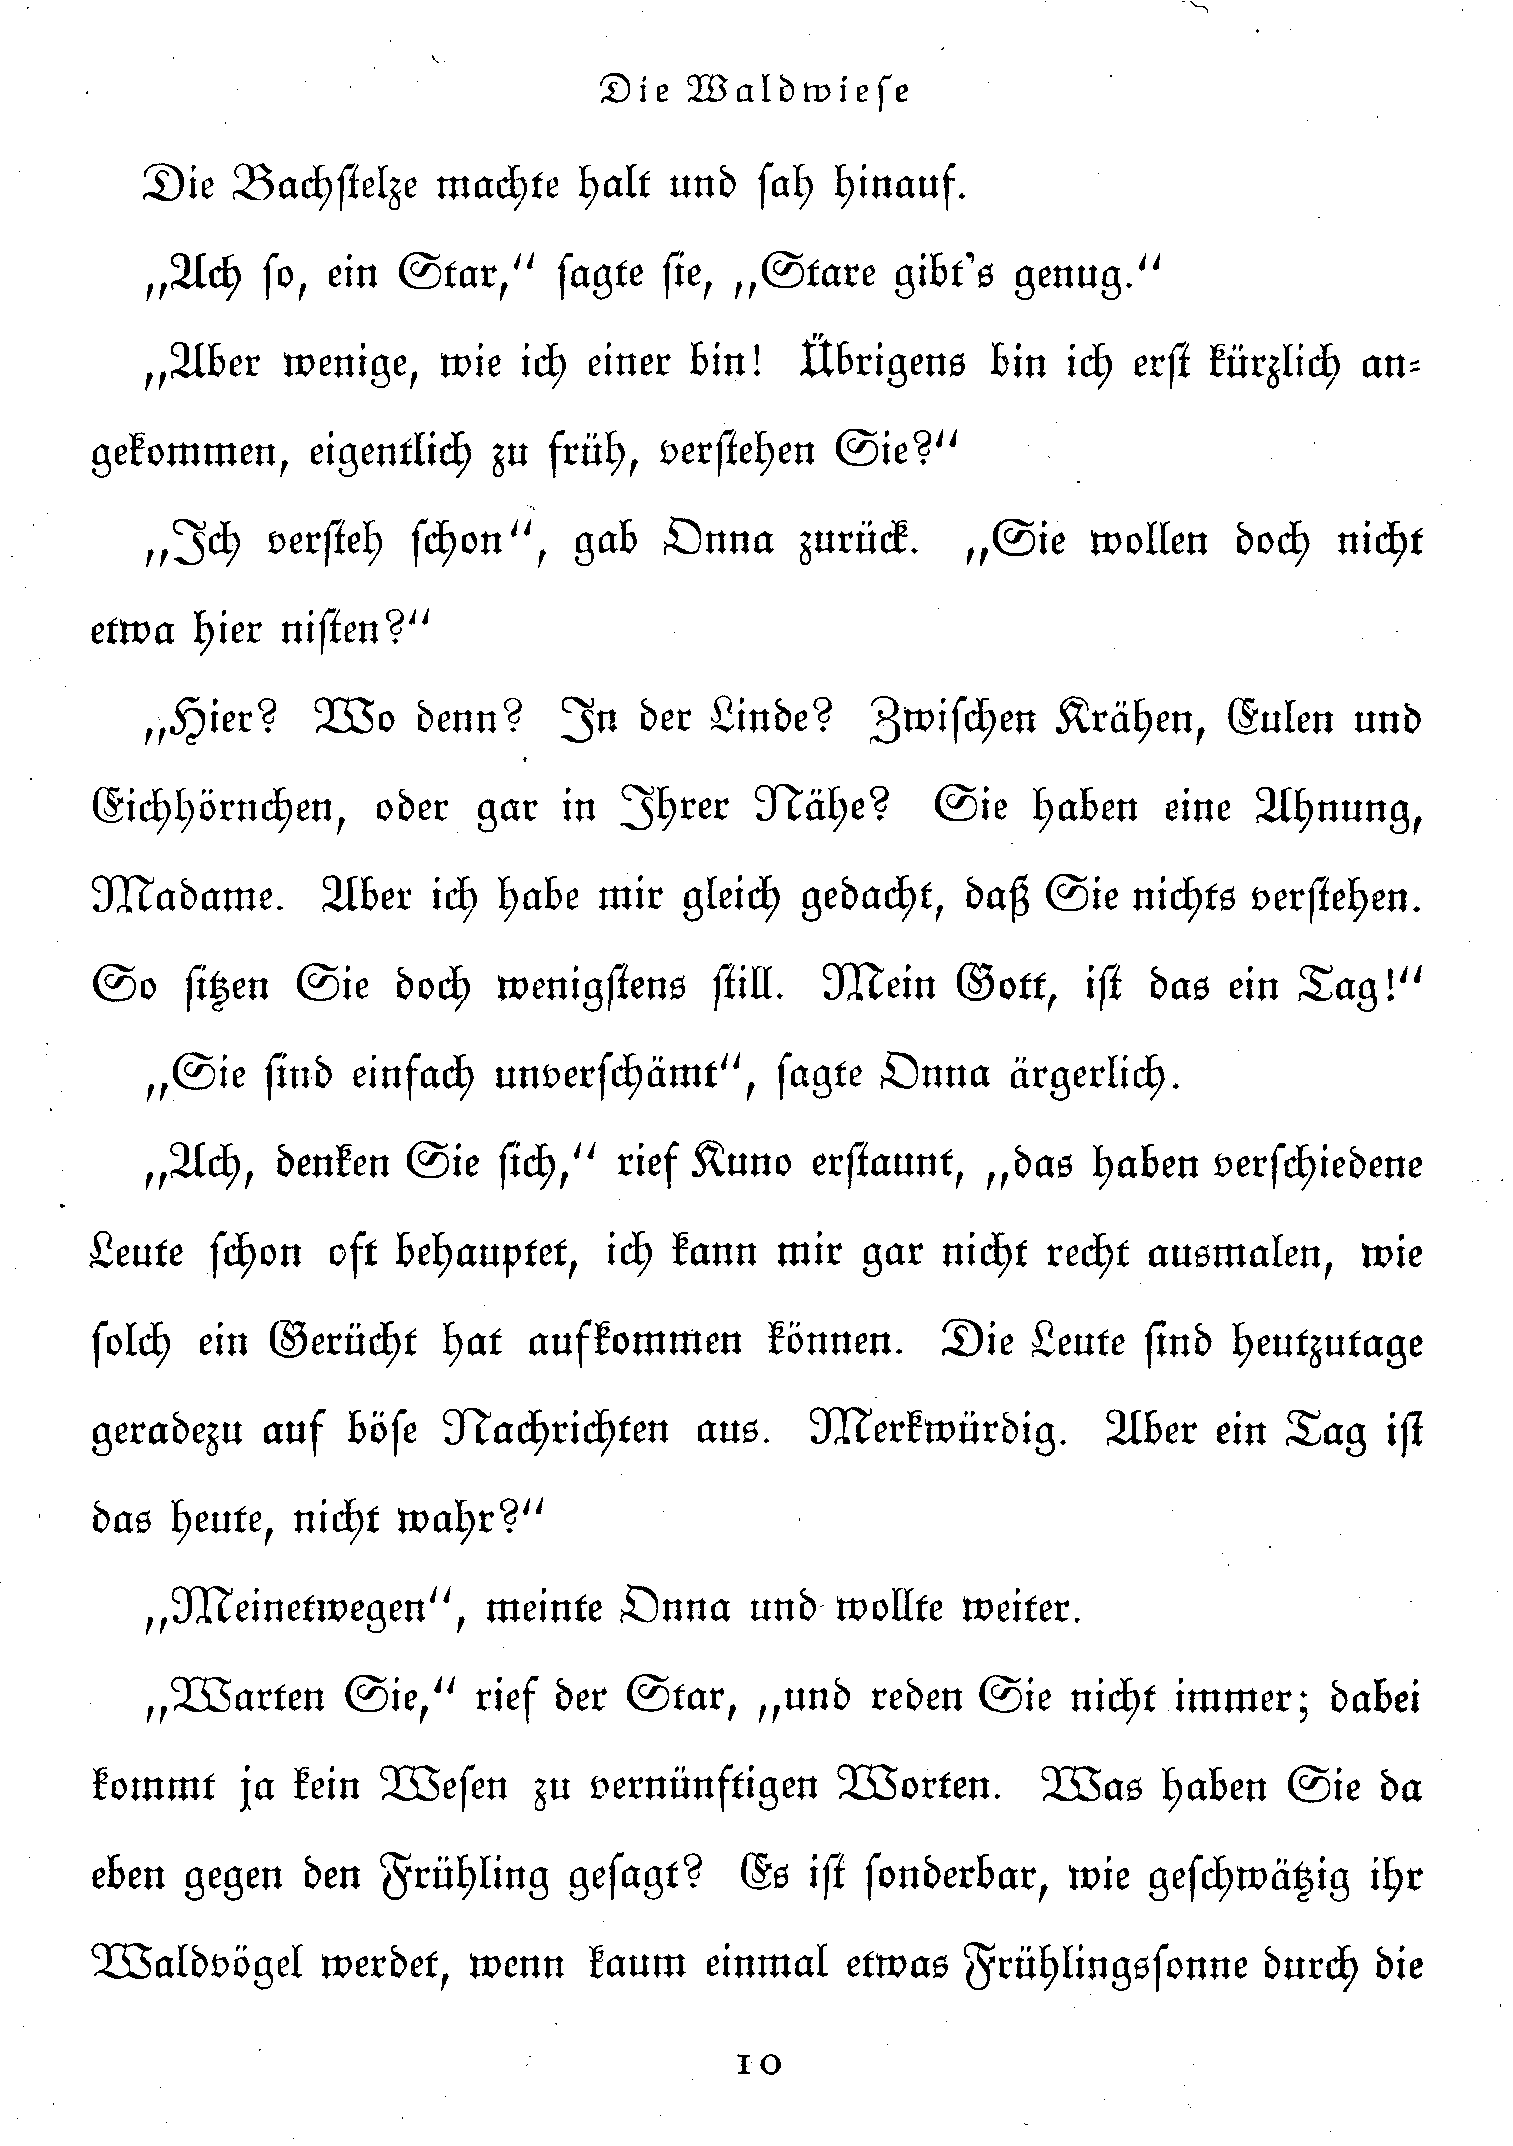 Die Waldwiese
Die Bachstelze machte halt und sah hinauf.
„Ach so, ein Star,“ sagte sie, „Stare gibt's genug.“
„Aber wenige, wie ich einer bin! Übrigens bin ich erst kürzlich an-
gekommen, eigentlich zu früh, verstehen Sie?“
„Ich versteh schon“, gab Onna zurück. „Sie wollen doch nicht
etwa hier nisten?“
„Hier? Wo denn? In der Linde? Zwischen Krähen, Eulen und
Eichhörnchen, oder gar in Ihrer Nähe? Sie haben eine Ahnung,
Madame. Aber ich habe mir gleich gedacht, daß Sie nichts verstehen.
So sitzen Sie doch wenigstens still. Mein Gott, ist das ein Tag!“
„Sie sind einfach unverschämt“, sagte Onna ärgerlich.
„Ach, denken Sie sich,“ rief Kuno erstaunt, „das haben verschiedene
Leute schon oft behauptet, ich kann mir gar nicht recht ausmalen, wie
solch ein Gerücht hat aufkommen können. Die Leute sind heutzutage
geradezu auf böse Nachrichten aus. Merkwürdig. Aber ein Tag ist
das heute, nicht wahr?“
„Meinetwegen“, meinte Onna und wollte weiter.
„Warten Sie,“ rief der Star, „und reden Sie nicht immer; dabei
kommt ja kein Wesen zu vernünftigen Worten. Was haben Sie da
eben gegen den Frühling gesagt? Es ist sonderbar, wie geschwätzig ihr
Waldvögel werdet, wenn kaum einmal etwas Frühlingssonne durch die
10